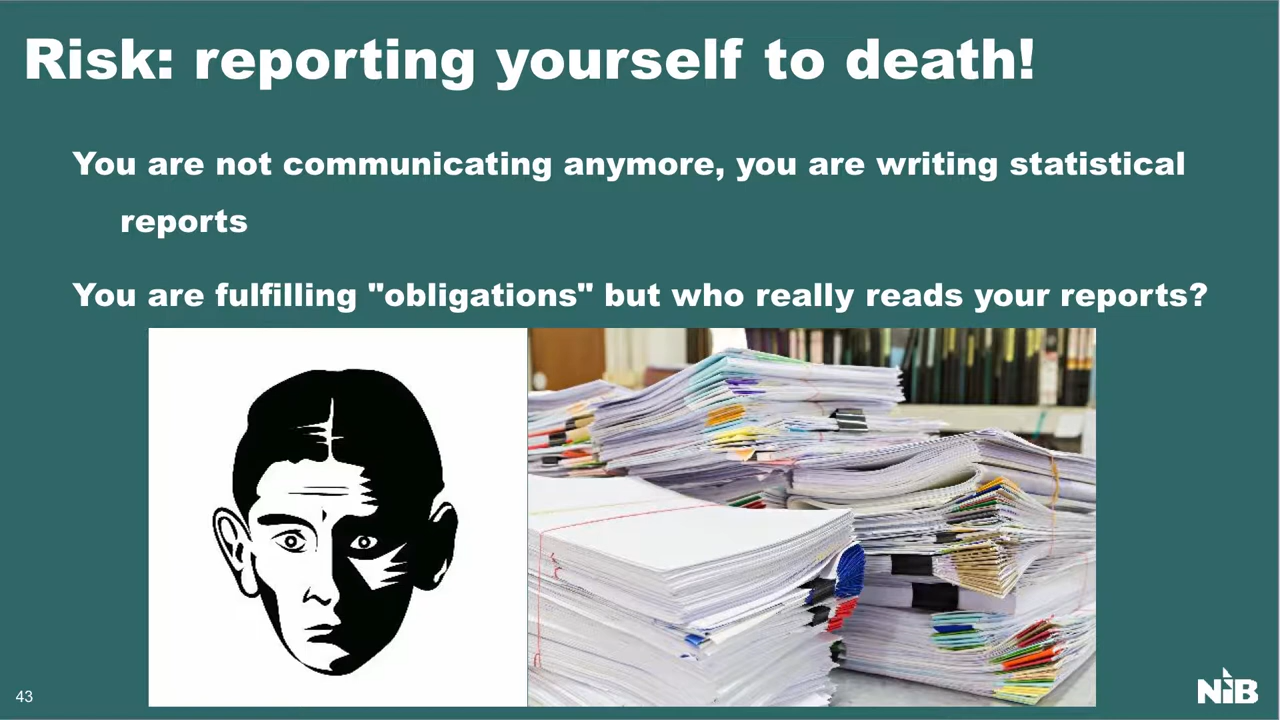 Risk: reporting yourself to death!
You are not communicating anymore, you are writing statistical
reports
You are fulfilling "obligations" but who really reads your reports?
43
NIB